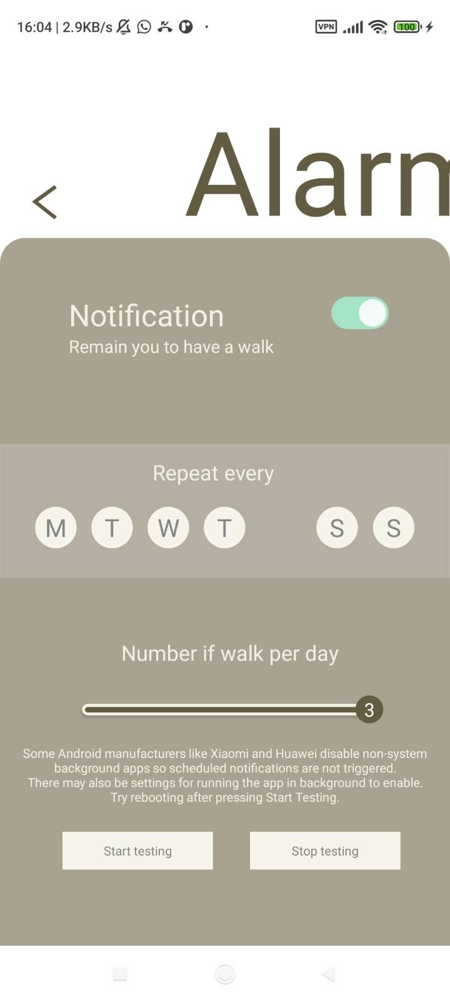 16:04 | 2.9KB/s VPN 100
Alarm
Notification
Remain you to have a walk
Repeat every
M T W T S S
Number if walk per day
3
Some Android manufacturers like Xiaomi and Huawei disable non-system
background apps so scheduled notifications are not triggered.
There may also be settings for running the app in background to enable.
Try rebooting after pressing Start Testing.
Start testing Stop testing